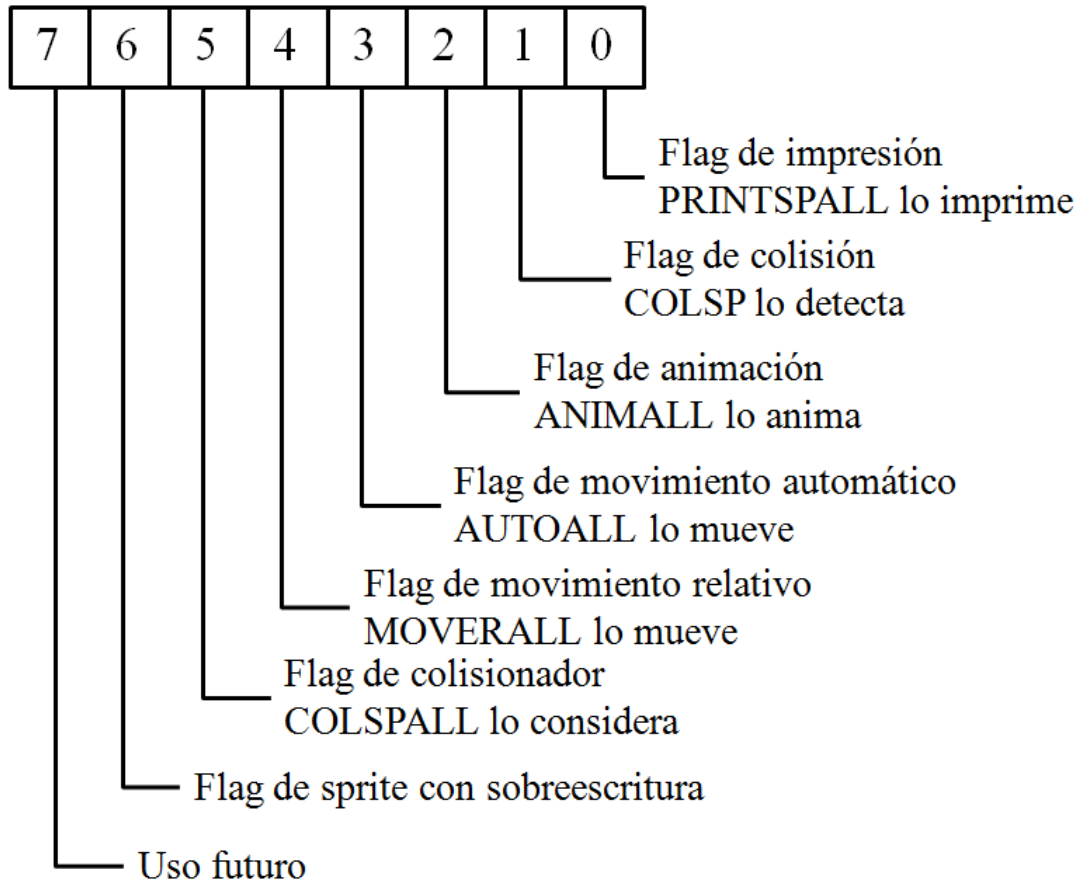 7 6 5 4 3 2 1 0
Flag de impresión
PRINTSPALL lo imprime
Flag de colisión
COLSP lo detecta
Flag de animación
ANIMALL lo anima
Flag de movimiento automático
AUTOALL lo mueve
Flag de movimiento relativo
MOVERALL lo mueve
Flag de colisionador
COLSPALL lo considera
Flag de sprite con sobreescritura
Uso futuro